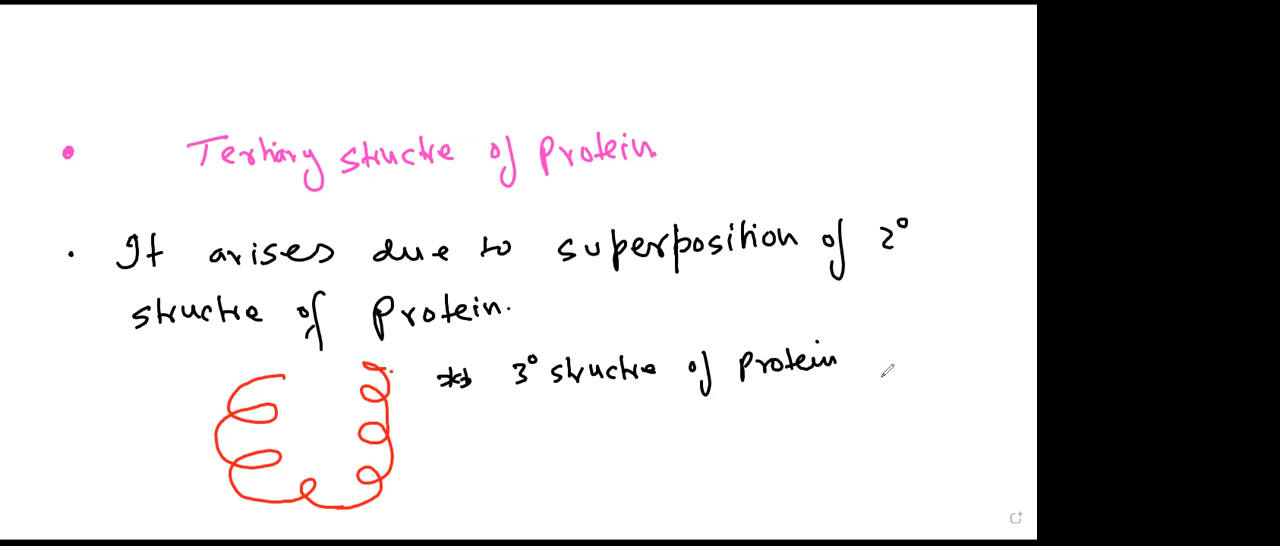 • Tertiary structre of protein.
• It arises due to superposition of 2°
structre of protein.
** 3° structre of protein